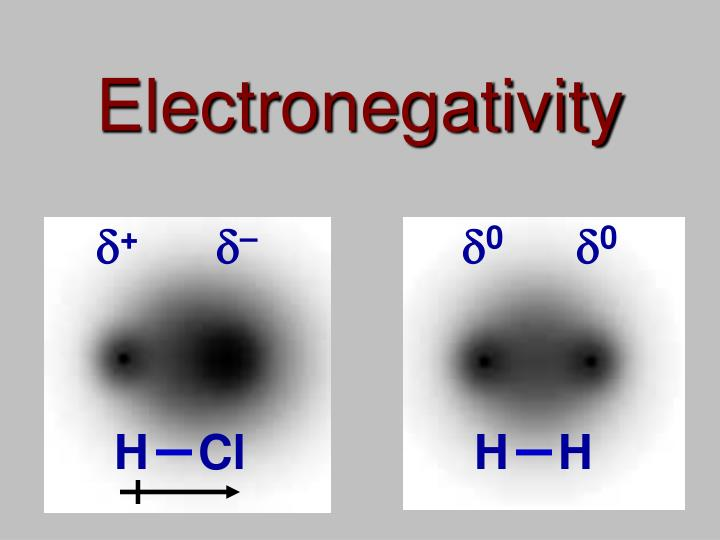 Electronegativity
δ+ δ–
H—Cl
δ0 δ0
H—H